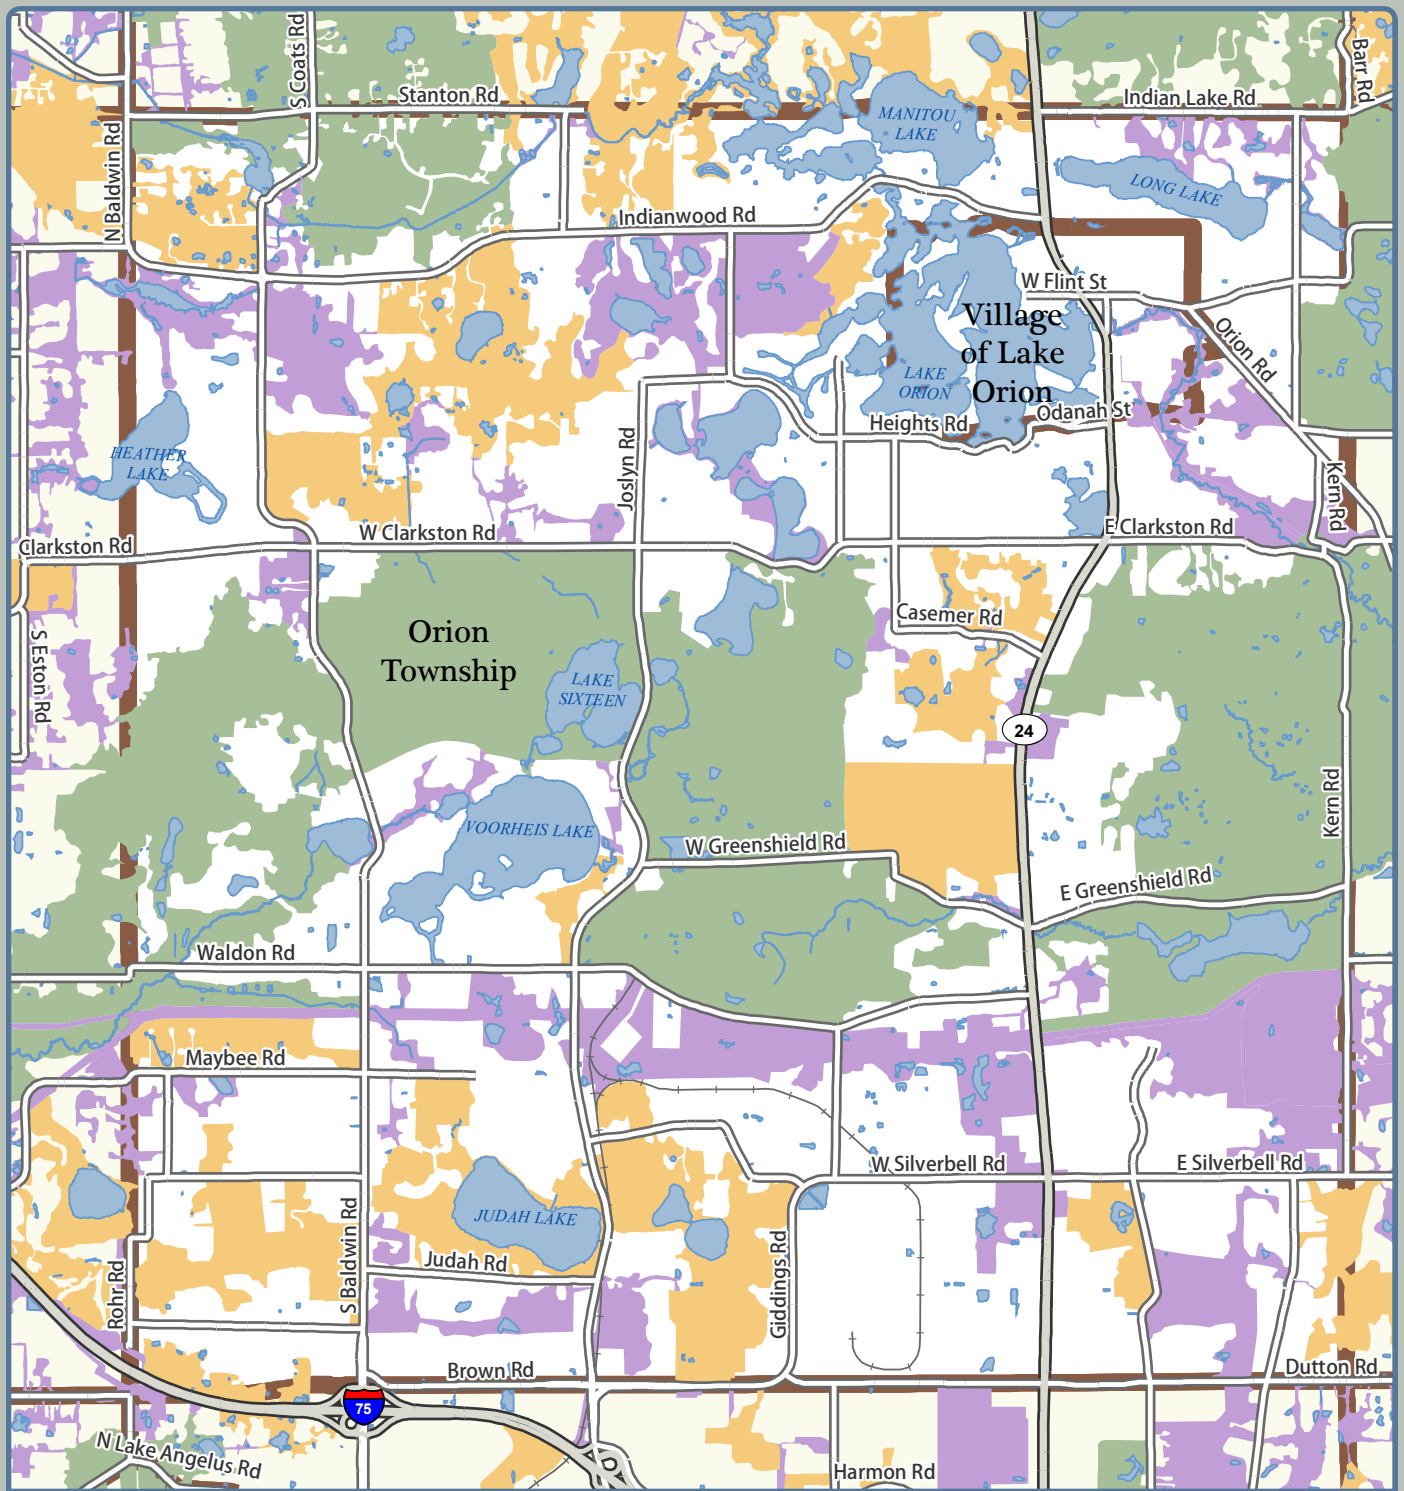 S Coats Rd
Stanton Rd
Indian Lake Rd
Barr Rd
MANITOU
LAKE
N Baldwin Rd
LONG LAKE
Indianwood Rd
W Flint St
Village
of Lake
Orion
Orion Rd
LAKE
ORION
Odanah St
Heights Rd
HEATHER
LAKE
Joslyn Rd
Kern Rd
W Clarkston Rd
E Clarkston Rd
Clarkston Rd
Casemer Rd
Orion
Township
S Eston Rd
LAKE
SIXTEEN
24
Kern Rd
VOORHEIS LAKE
W Greenshield Rd
E Greenshield Rd
Waldon Rd
Maybee Rd
W Silverbell Rd
E Silverbell Rd
JUDAH LAKE
S Baldwin Rd
Judah Rd
Giddings Rd
Rohr Rd
Brown Rd
Dutton Rd
75
N Lake Angelus Rd
Harmon Rd